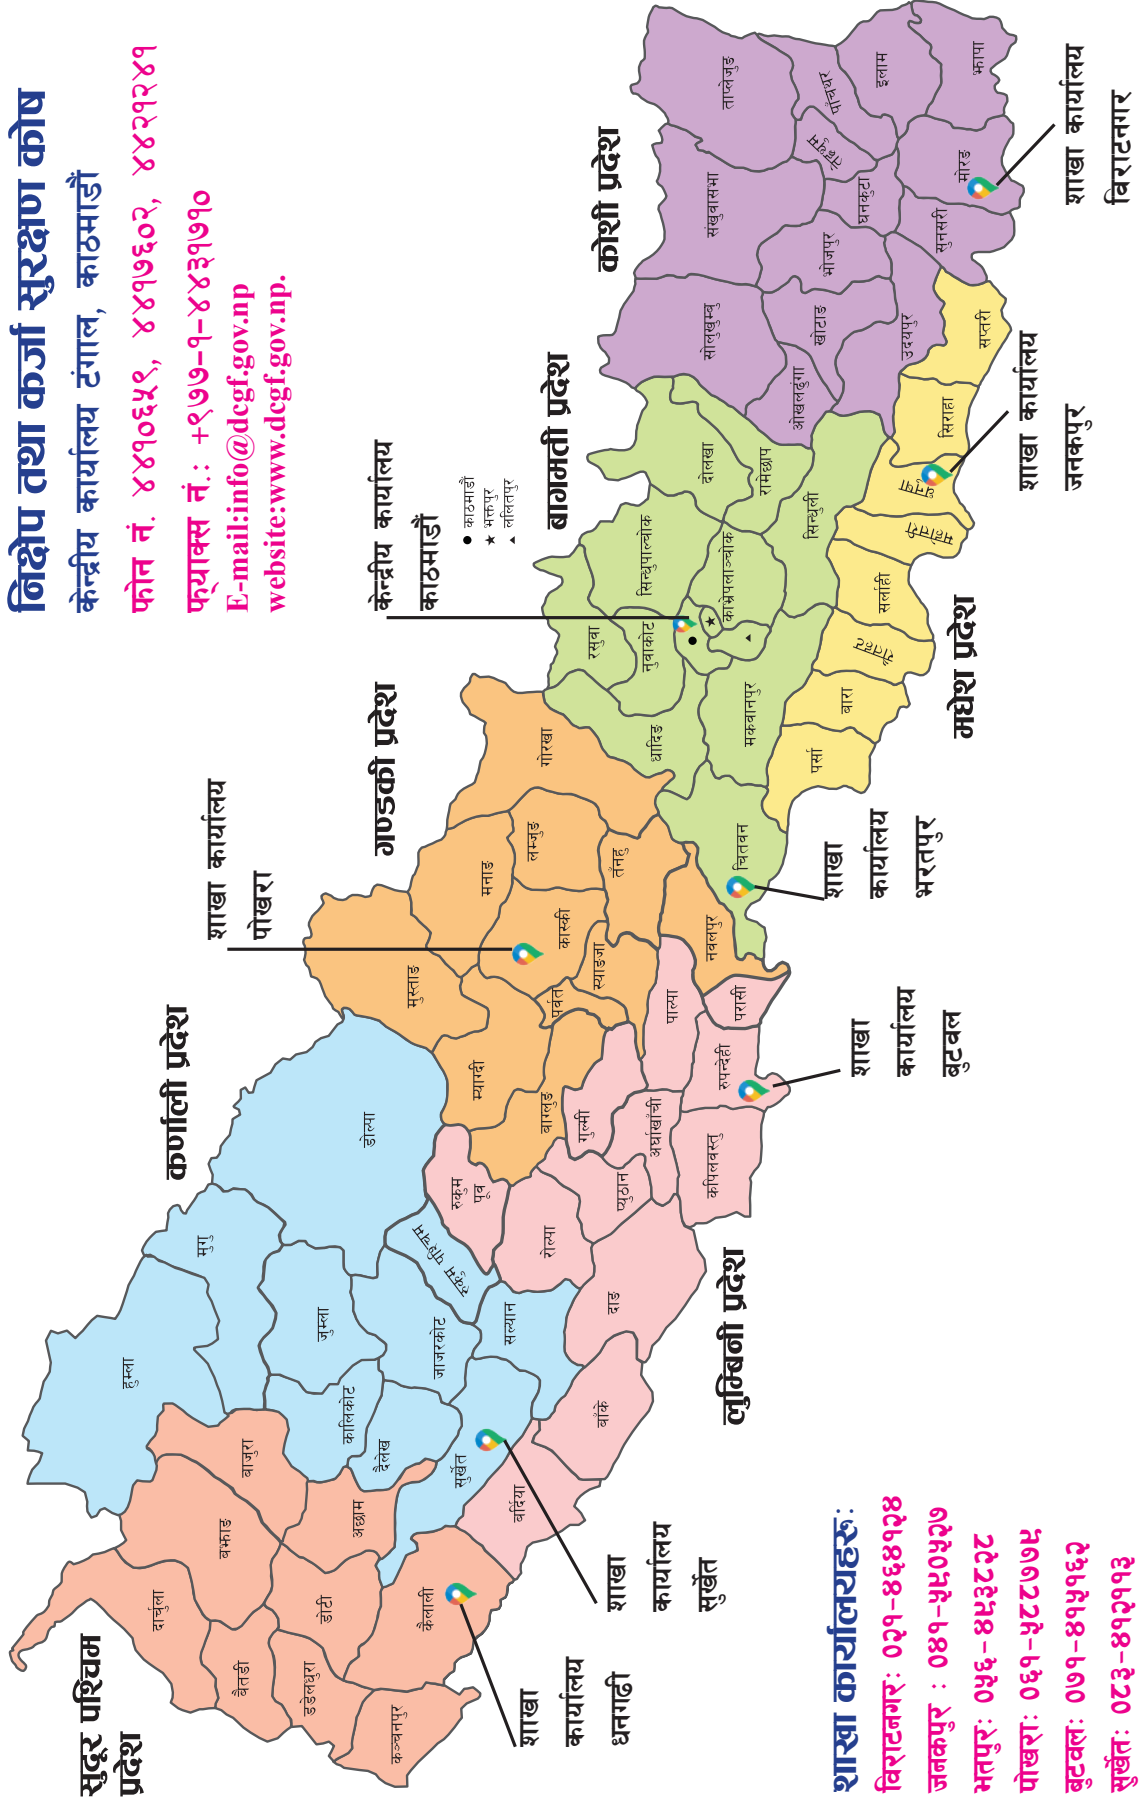 निक्षेप तथा कर्जा सुरक्षण कोष
केन्द्रीय कार्यालय टंगाल, काठमाडौं
फोन नं. ४४१०६५९, ४४१७६०२, ४४२१२४१
फ्याक्स नं.: +९७७-१-४४३१७१०
E-mail:info@dcgf.gov.np
website:www.dcgf.gov.np.
केन्द्रीय कार्यालय
काठमाडौं
● काठमाडौं
★ भक्तपुर
▲ ललितपुर
सुदूर पश्चिम
प्रदेश
दार्चुला
बझाङ
बाजुरा
बैतडी
डडेलधुरा
डोटी
अछाम
कञ्चनपुर
कैलाली
शाखा
कार्यालय
धनगढी
कर्णाली प्रदेश
हुम्ला
मुगु
डोल्पा
जुम्ला
कालिकोट
दैलेख
जाजरकोट
रुकुम पश्चिम
सल्यान
सुर्खेत
शाखा
कार्यालय
सुर्खेत
लुम्बिनी प्रदेश
रुकुम
पूर्व
रोल्पा
प्युठान
गुल्मी
अर्घाखाँची
पाल्पा
परासी
रुपन्देही
कपिलवस्तु
दाङ
बाँके
बर्दिया
शाखा
कार्यालय
बुटवल
गण्डकी प्रदेश
शाखा कार्यालय
पोखरा
मुस्ताङ
मनाङ
गोरखा
लम्जुङ
कास्की
तँनहु
स्याङजा
पर्वत
म्याग्दी
बाग्लुङ
नवलपुर
बागमती प्रदेश
रसुवा
नुवाकोट
सिन्धुपाल्चोक
दोलखा
रामेछाप
काभ्रेपलाञ्चोक
सिन्धुली
धादिङ
मकवानपुर
चितवन
शाखा
कार्यालय
भरतपुर
मधेश प्रदेश
पर्सा
बारा
रौतहट
सर्लाही
महोत्तरी
धनुषा
सिराहा
सप्तरी
शाखा कार्यालय
जनकपुर
कोशी प्रदेश
ताप्लेजुङ
संखुवासभा
सोलुखुम्बु
पाँचथर
तेह्रथुम
इलाम
झापा
मोरङ
धनकुटा
सुनसरी
भोजपुर
खोटाङ
ओखलढुंगा
उदयपुर
शाखा कार्यालय
विराटनगर
शाखा कार्यालयहरु:
विराटनगर: ०२१-४६४१२४
जनकपुर : ०४१-५५०५२७
भतपुर: ०५६-४५३८२८
पोखरा: ०६१-५८८७७५
बुटवल: ०७१-४१५१६२
सुर्खेत: ०८३-४१२११३